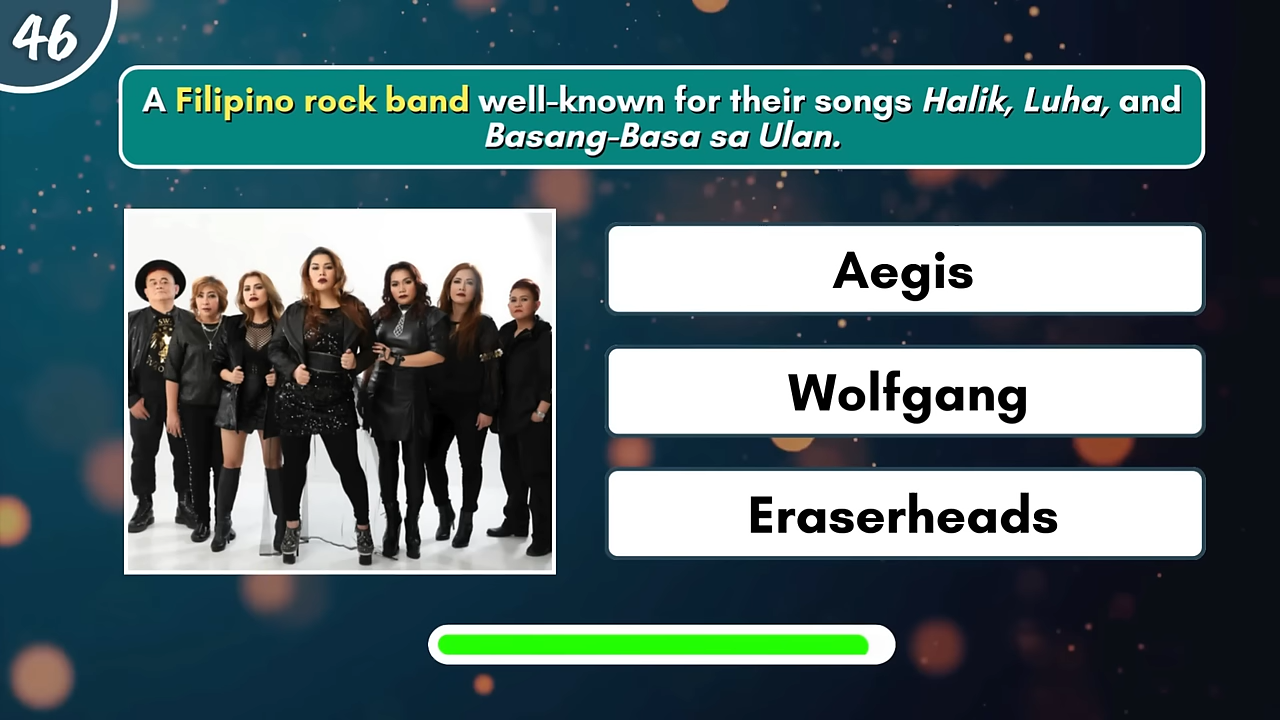 46
A Filipino rock band well-known for their songs Halik, Luha, and
Basang-Basa sa Ulan.
Aegis
Wolfgang
Eraserheads